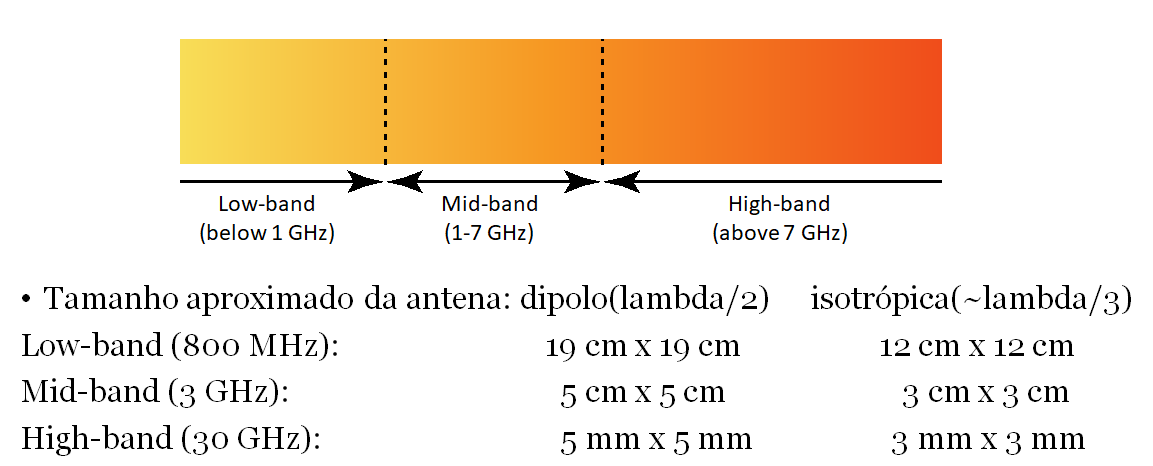 Low-band
(below 1 GHz)
Mid-band
(1-7 GHz)
High-band
(above 7 GHz)
• Tamanho aproximado da antena: dipolo(lambda/2) isotrópica(~lambda/3)
Low-band (800 MHz): 19 cm x 19 cm 12 cm x 12 cm
Mid-band (3 GHz): 5 cm x 5 cm 3 cm x 3 cm
High-band (30 GHz): 5 mm x 5 mm 3 mm x 3 mm